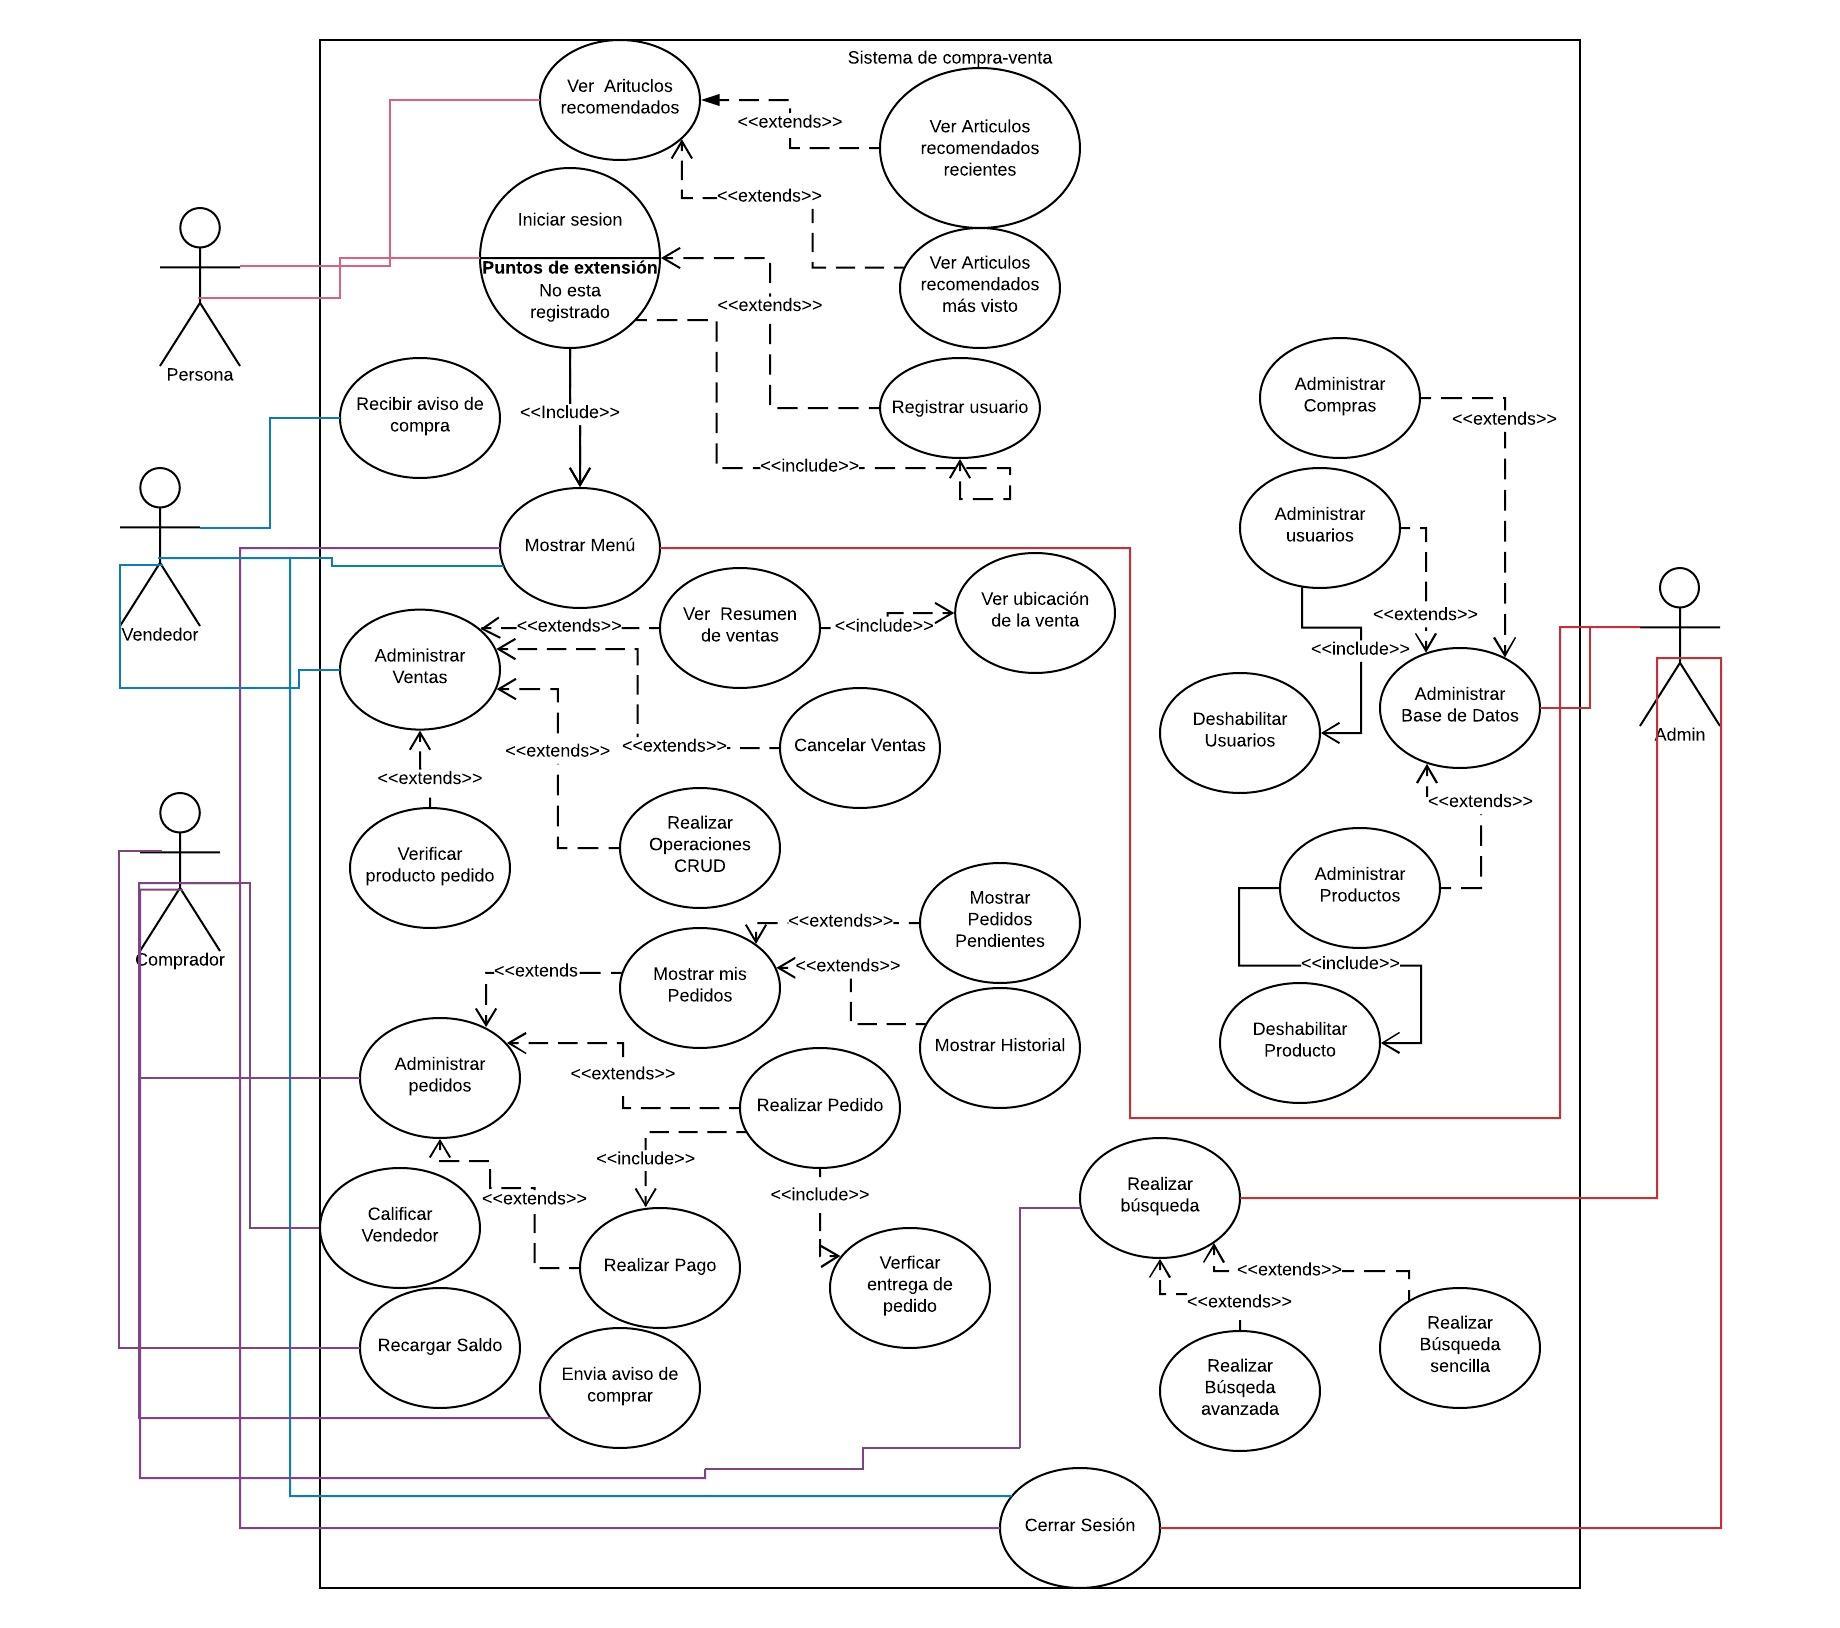 Sistema de compra-venta
Ver Arituclos
recomendados
<<extends>>
Ver Articulos
recomendados
recientes
<<extends>>
Iniciar sesion
Puntos de extensión
No esta
registrado
Ver Articulos
recomendados
más visto
<<extends>>
Persona
Recibir aviso de
compra
<<Include>>
Registrar usuario
<<include>>
Administrar
Compras
<<extends>>
Administrar
usuarios
Mostrar Menú
Vendedor
Administrar
Ventas
<<extends>>
Ver Resumen
de ventas
<<include>>
Ver ubicación
de la venta
<<extends>>
<<include>>
Deshabilitar
Usuarios
Administrar
Base de Datos
Admin
<<extends>>
<<extends>>
<<extends>>
Cancelar Ventas
<<extends>>
Verificar
producto pedido
Realizar
Operaciones
CRUD
Administrar
Productos
Comprador
Mostrar
Pedidos
Pendientes
<<extends>>
<<extends
Mostrar mis
Pedidos
<<extends>>
<<include>>
Mostrar Historial
Deshabilitar
Producto
Administrar
pedidos
<<extends>>
Realizar Pedido
<<include>>
<<include>>
<<extends>>
Calificar
Vendedor
Realizar Pago
Verficar
entrega de
pedido
Realizar
búsqueda
<<extends>>
<<extends>>
Recargar Saldo
Envia aviso de
comprar
Realizar
Búsqeda
avanzada
Realizar
Búsqueda
sencilla
Cerrar Sesión